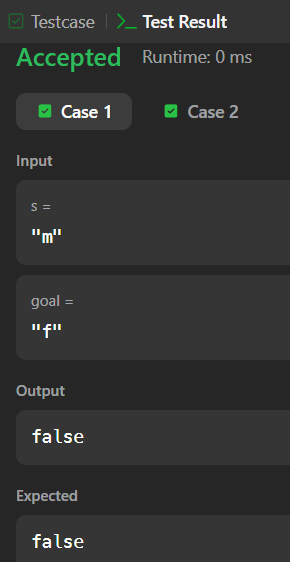 Testcase | Test Result
Accepted Runtime: 0 ms
Case 1 Case 2
Input
s =
"m"
goal =
"f"
Output
false
Expected
false